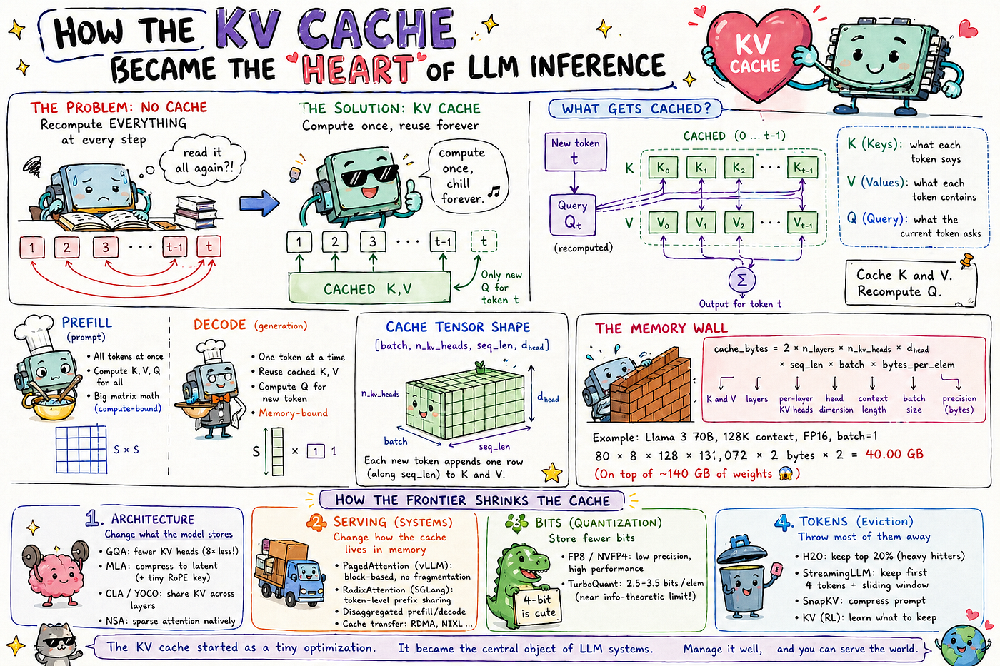 HOW THE KV CACHE
BECAME THE "HEART" OF LLM INFERENCE
KV
CACHE
THE PROBLEM: NO CACHE
Recompute EVERYTHING
at every step
read it
all again?!
1 2 3 ... t-1 t
THE SOLUTION: KV CACHE
Compute once, reuse forever
compute
once,
chill
forever.
1 2 3 ... t-1 t
CACHED K,V
Only new
Q for
token t
WHAT GETS CACHED?
New token
t
Query
Qt
(recomputed)
CACHED (0 ... t-1)
K K0 K1 K2 ... Kt-1
V V0 V1 V2 ... Vt-1
Σ
Output for token t
K (Keys): what each
token says
V (Values): what each
token contains
Q (Query): what the
current token asks
Cache K and V.
Recompute Q.
PREFILL
(prompt)
• All tokens at once
• Compute K, V, Q
for all
• Big matrix math
(compute-bound)
S × S
DECODE (generation)
• One token at a time
• Reuse cached K, V
• Compute Q for
new token
• Memory-bound
S × 1 1
CACHE TENSOR SHAPE
[batch, n_kv_heads, seq_len, dhead]
n_kv_heads
dhead
batch
seq_len
Each new token appends one row
(along seq_len) to K and V.
THE MEMORY WALL
cache_bytes = 2 × n_layers × n_kv_heads × dhead
× seq_len × batch × bytes_per_elem
K and V
layers
per-layer
KV heads
head
dimension
context
length
batch
size
precision
(bytes)
Example: Llama 3 70B, 128K context, FP16, batch=1
80 × 8 × 128 × 131,072 × 2 bytes × 2 = 40.00 GB
(On top of ~140 GB of weights 😱)
HOW THE FRONTIER SHRINKS THE CACHE
1. ARCHITECTURE
Change what the model stores
• GQA: fewer KV heads (8× less!)
• MLA: compress to latent
(+ tiny RoPE key)
• CLA / YOCO: share KV across
layers
• NSA: sparse attention natively
2. SERVING (SYSTEMS)
Change how the cache
lives in memory
• PagedAttention (vLLM):
block-based, no fragmentation
• RadixAttention (SGLang):
token-level prefix sharing
• Disaggregated prefill/decode
• Cache transfer: RDMA, NIXL ...
3 BITS (QUANTIZATION)
Store fewer bits
• FP8 / NVFP4: low precision,
high performance
• TurboQuant: 2.5-3.5 bits/elem
(near info-theoretic limit!)
4-bit
is cute
4. TOKENS (Eviction)
Throw most of them away
• H2O: keep top 20% (heavy hitters)
• StreamingLLM: keep first
4 tokens + sliding window
• SnapKV: compress prompt
• KV (RL): learn what to keep
The KV cache started as a tiny optimization. It became the central object of LLM systems. Manage it well, and you can serve the world.